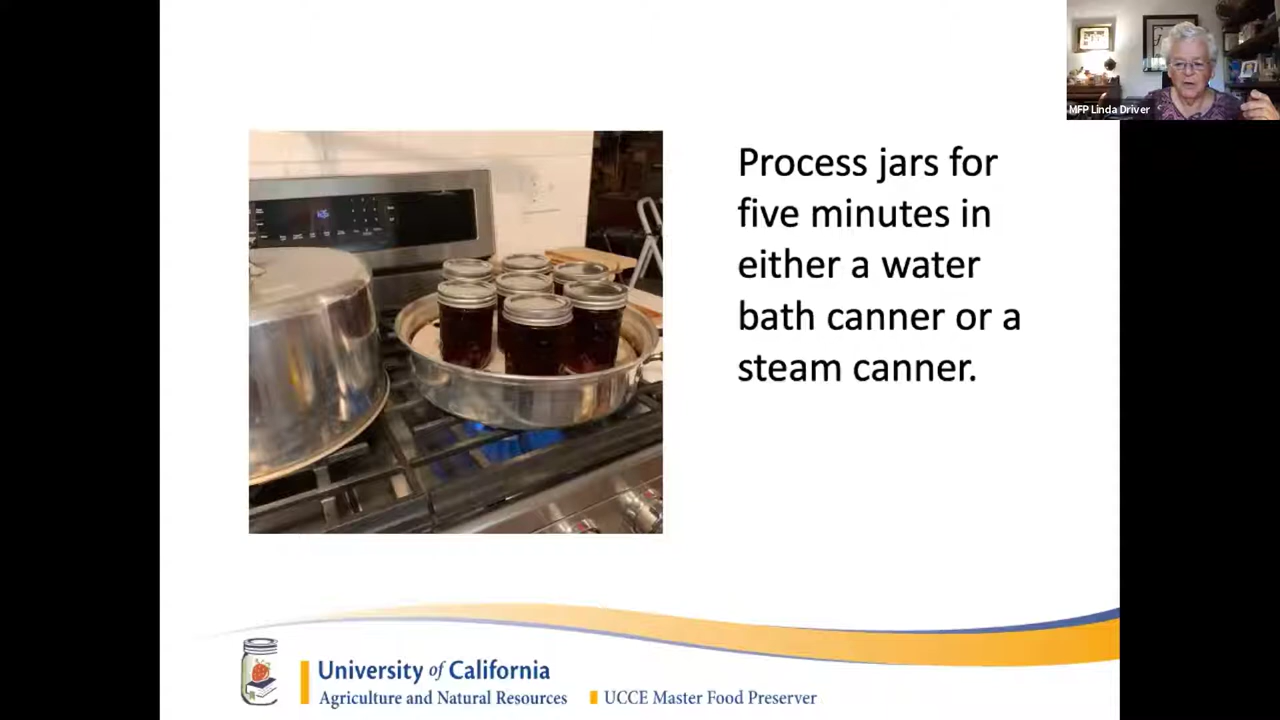 MFP Linda Driver
Process jars for
five minutes in
either a water
bath canner or a
steam canner.
University of California
Agriculture and Natural Resources
UCCE Master Food Preserver